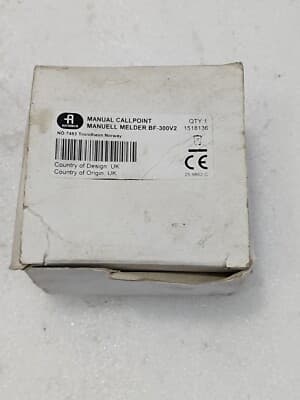 MANUAL CALLPOINT
MANUELL MELDER BF-300V2
QTY:1
1518136
NO-7483 Trondheim Norway
Country of Design: UK
Country of Origin: UK
CE